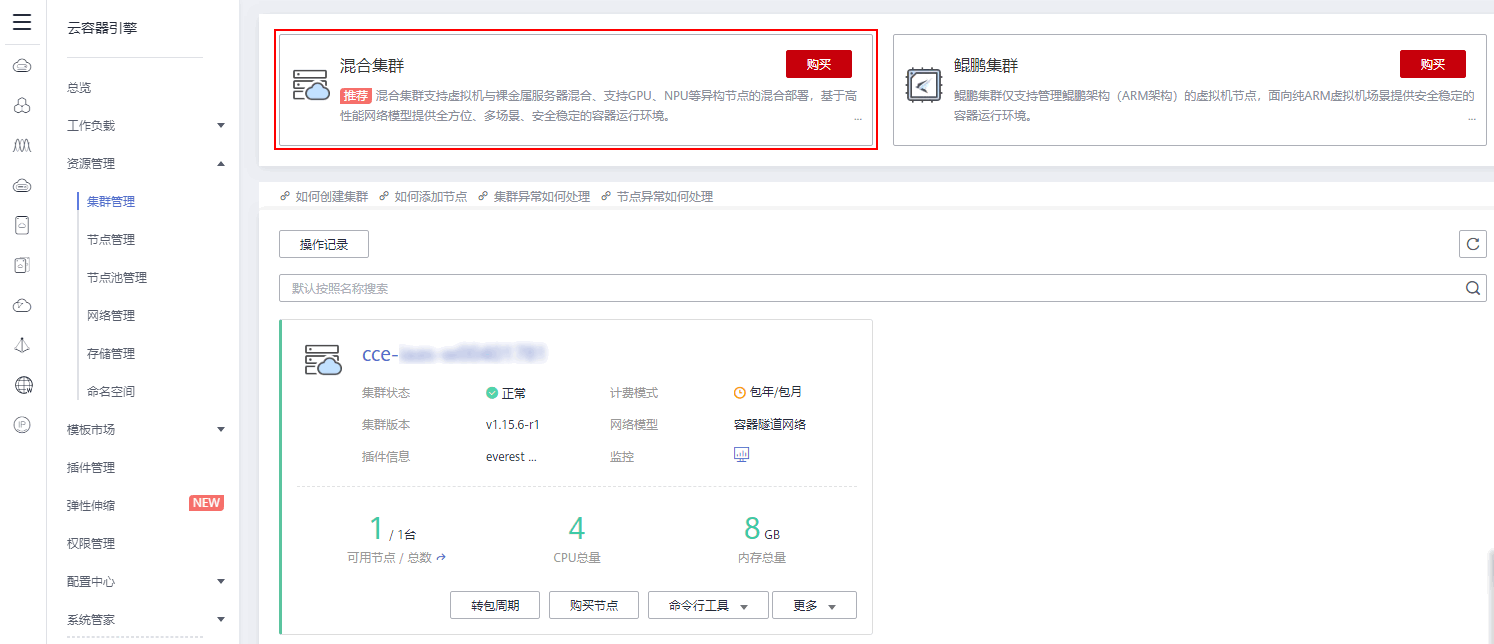 云容器引擎
总览
工作负载
资源管理
集群管理
节点管理
节点池管理
网络管理
存储管理
命名空间
模板市场
插件管理
弹性伸缩 NEW
权限管理
配置中心
系统管家
混合集群 购买
推荐 混合集群支持虚拟机与裸金属服务器混合、支持GPU、NPU等异构节点的混合部署，基于高
性能网络模型提供全方位、多场景、安全稳定的容器运行环境。 ...
鲲鹏集群 购买
鲲鹏集群仅支持管理鲲鹏架构（ARM架构）的虚拟机节点，面向纯ARM虚拟机场景提供安全稳定的
容器运行环境。 ...
如何创建集群 如何添加节点 集群异常如何处理 节点异常如何处理
操作记录
默认按照名称搜索
cce-
集群状态 正常 计费模式 包年/包月
集群版本 v1.15.6-r1 网络模型 容器隧道网络
插件信息 everest ... 监控
1 / 1台 4 8 GB
可用节点 / 总数 CPU总量 内存总量
转包周期 购买节点 命令行工具 更多